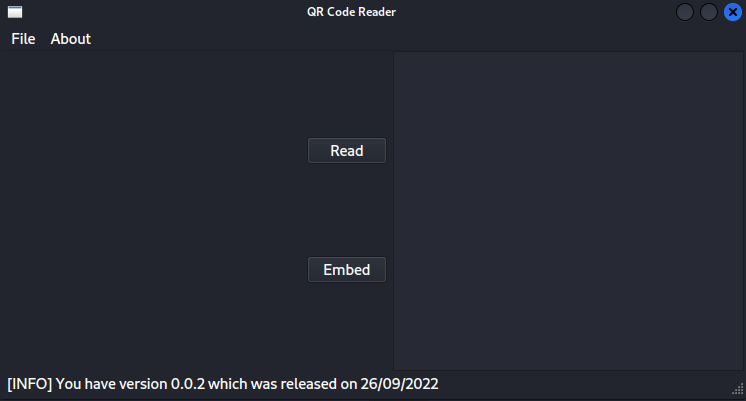 QR Code Reader
File About
Read
Embed
[INFO] You have version 0.0.2 which was released on 26/09/2022